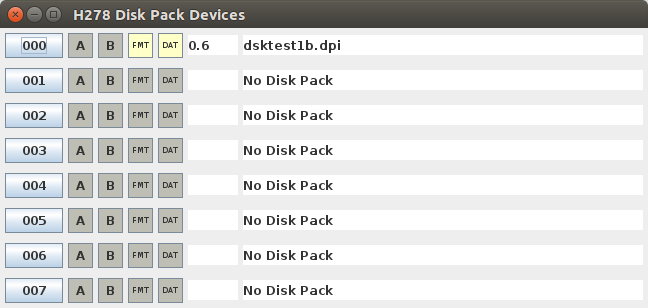 H278 Disk Pack Devices
000 A B FMT DAT 0.6 dsktest1b.dpi
001 A B FMT DAT No Disk Pack
002 A B FMT DAT No Disk Pack
003 A B FMT DAT No Disk Pack
004 A B FMT DAT No Disk Pack
005 A B FMT DAT No Disk Pack
006 A B FMT DAT No Disk Pack
007 A B FMT DAT No Disk Pack